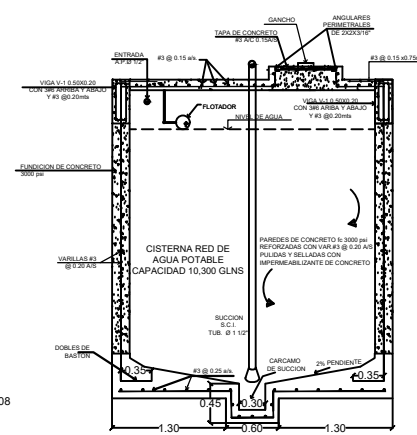 GANCHO
ANGULARES
PERIMETRALES
DE 2X2X3/16"
TAPA DE CONCRETO
#3 A/C 0.15A/S
ENTRADA
A.P.Ø 1/2"
#3 @ 0.15 a/s.
#3 @ 0.15 x0.75m
VIGA V-1 0.50X0.20
CON 3#6 ARIBA Y ABAJO
Y #3 @0.20mts
FLOTADOR
NIVEL DE AGUA
VIGA V-1 0.50X0.20
CON 3#6 ARIBA Y ABAJO
Y #3 @0.20mts
FUNDICION DE CONCRETO
3000 psi
CISTERNA RED DE
AGUA POTABLE
CAPACIDAD 10,300 GLNS
PAREDES DE CONCRETO fc 3000 psi
REFORZADAS CON VAR.#3 @ 0.20 A/S
PULIDAS Y SELLADAS CON
IMPERMEABILIZANTE DE CONCRETO
VARILLAS #3
@ 0.20 A/S
SUCCION
S.C.I.
TUB. Ø 1 1/2"
DOBLES DE
BASTON
CARCAMO
DE SUCCION
2% PENDIENTE
0.35
#3 @ 0.25 a/s.
0.35
08
0.45
0.30
1.30
0.60
1.30